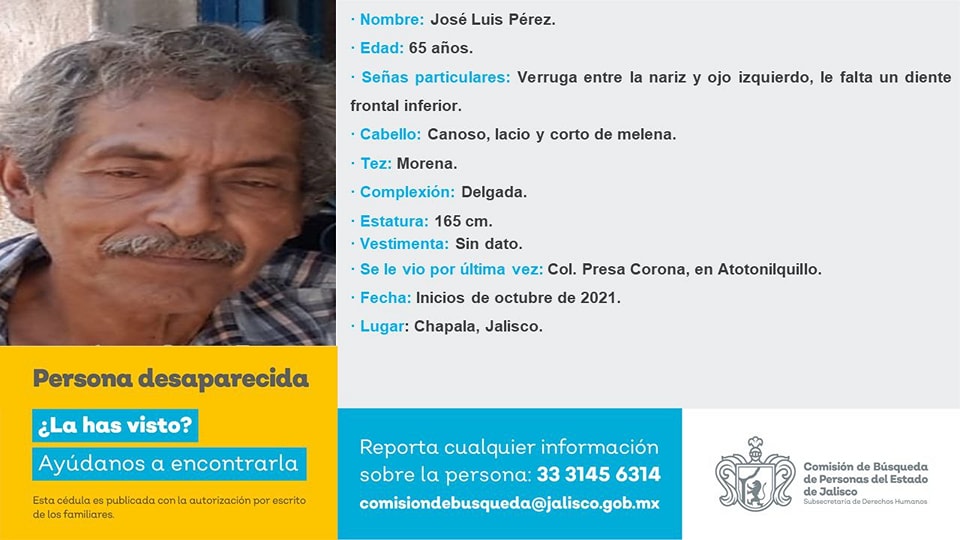 · Nombre: José Luis Pérez.
· Edad: 65 años.
· Señas particulares: Verruga entre la nariz y ojo izquierdo, le falta un diente
frontal inferior.
· Cabello: Canoso, lacio y corto de melena.
· Tez: Morena.
· Complexión: Delgada.
· Estatura: 165 cm.
· Vestimenta: Sin dato.
· Se le vio por última vez: Col. Presa Corona, en Atotonilquillo.
· Fecha: Inicios de octubre de 2021.
· Lugar: Chapala, Jalisco.
Persona desaparecida
¿La has visto?
Ayúdanos a encontrarla
Esta cédula es publicada con la autorización por escrito
de los familiares.
Reporta cualquier información
sobre la persona: 33 3145 6314
comisiondebusqueda@jalisco.gob.mx
Comisión de Búsqueda
de Personas del Estado
de Jalisco
Subsecretaría de Derechos Humanos